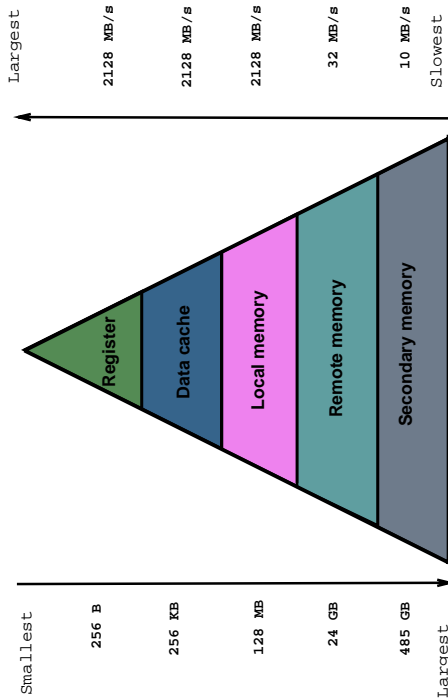 Smallest
Largest
256 B
Register
2128 MB/s
256 KB
Data cache
2128 MB/s
128 MB
Local memory
2128 MB/s
24 GB
Remote memory
32 MB/s
485 GB
Secondary memory
10 MB/s
Largest
Slowest